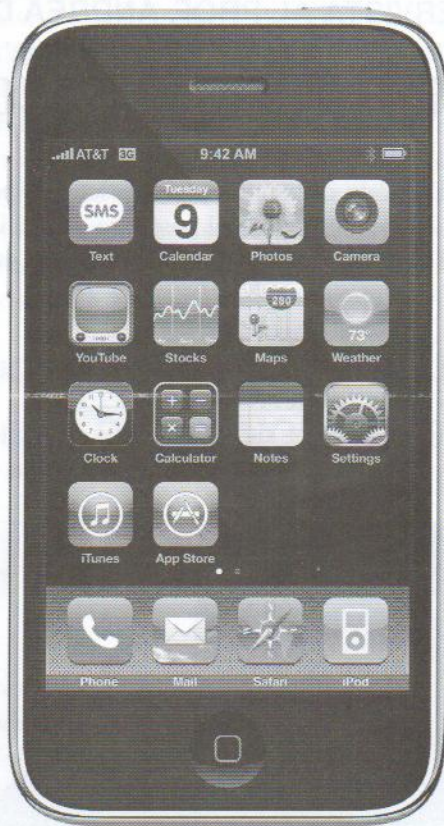 AT&T 3G 9:42 AM
Tuesday
SMS 9 280 73°
Text Calendar Photos Camera
YouTube Stocks Maps Weather
Clock Calculator Notes Settings
iTunes App Store
Phone Mail Safari iPod